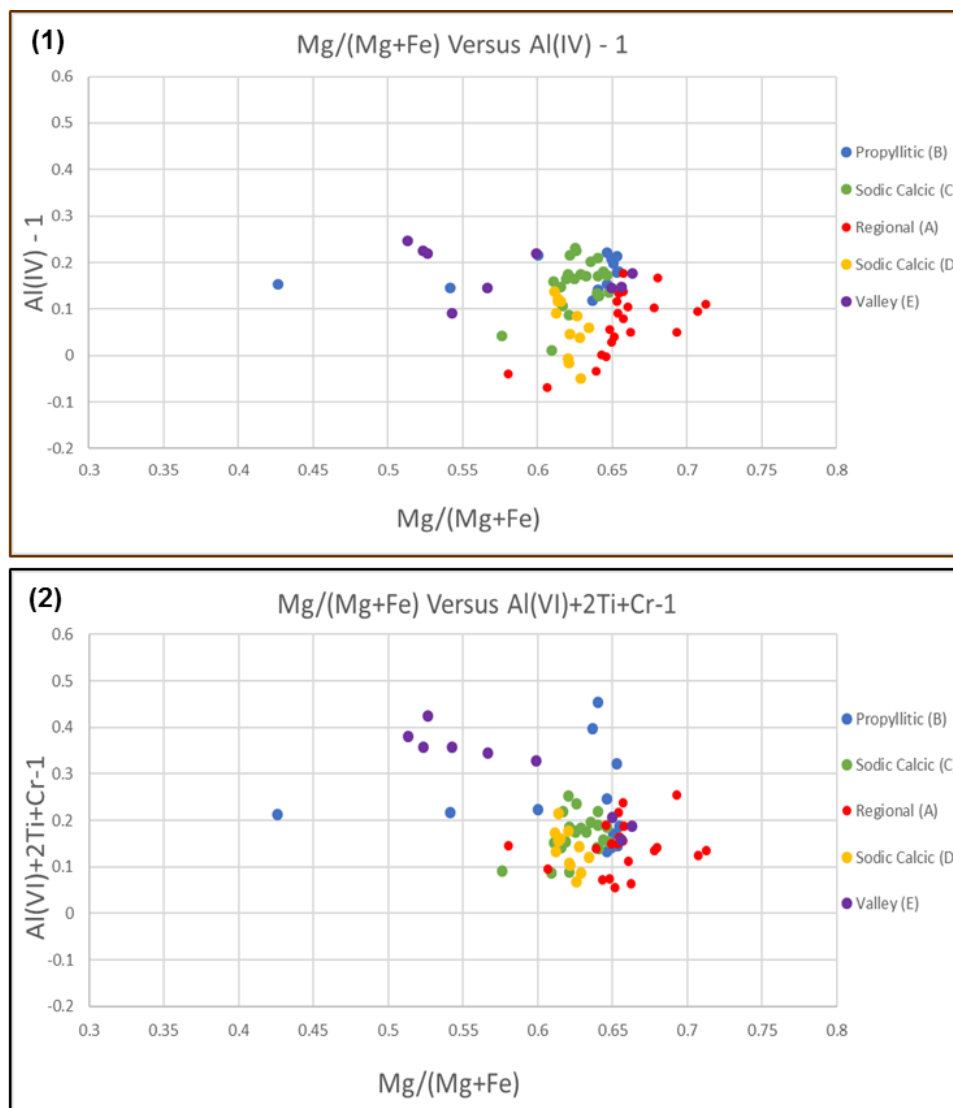 (1)
Mg/(Mg+Fe) Versus Al(IV) - 1
0.6
0.5
0.4
0.3
0.2
0.1
0
-0.1
-0.2
Al(IV) - 1
0.3 0.35 0.4 0.45 0.5 0.55 0.6 0.65 0.7 0.75 0.8
Mg/(Mg+Fe)
Propyllitic (B)
Sodic Calcic (C
Regional (A)
Sodic Calcic (D
Valley (E)
(2)
Mg/(Mg+Fe) Versus Al(VI)+2Ti+Cr-1
0.6
0.5
0.4
0.3
0.2
0.1
0
-0.1
-0.2
Al(VI)+2Ti+Cr-1
0.3 0.35 0.4 0.45 0.5 0.55 0.6 0.65 0.7 0.75 0.8
Mg/(Mg+Fe)
Propyllitic (B)
Sodic Calcic (C
Regional (A)
Sodic Calcic (D
Valley (E)